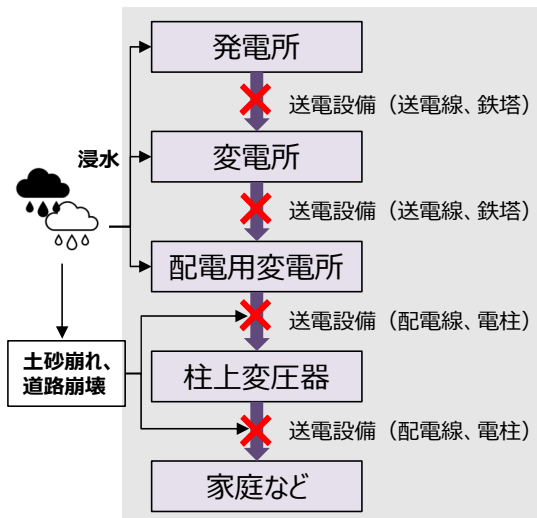 発電所
送電設備（送電線、鉄塔）
浸水
変電所
送電設備（送電線、鉄塔）
配電用変電所
送電設備（配電線、電柱）
土砂崩れ、
道路崩壊
柱上変圧器
送電設備（配電線、電柱）
家庭など